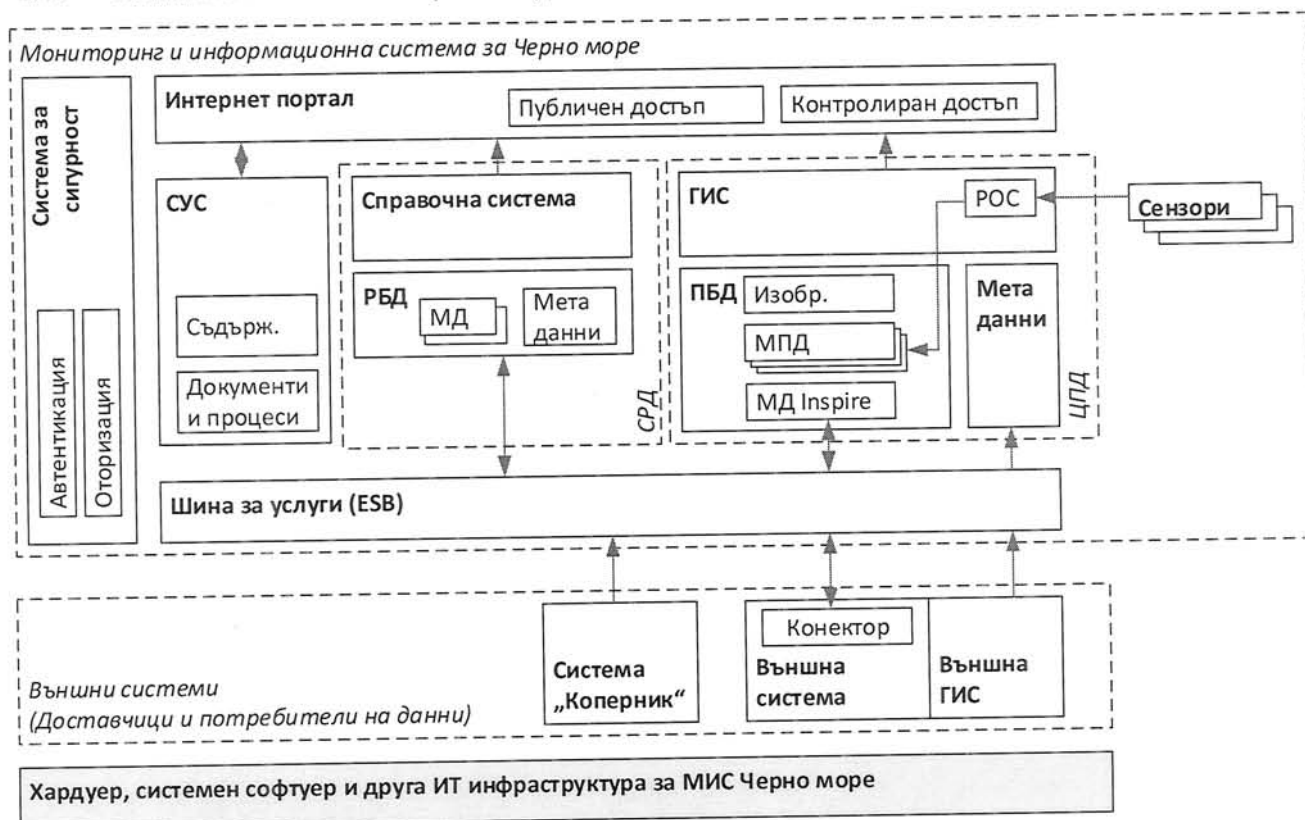 Мониторинг и информационна система за Черно море
Система за
сигурност
Автентикация
Оторизация
Интернет портал
Публичен достъп
Контролиран достъп
СУС
Съдърж.
Документи
и процеси
Справочна система
РБД
МД
Мета
данни
СРД
ГИС
РОС
Сензори
ПБД
Изобр.
МПД
МД Inspire
Мета
данни
ЦПД
Шина за услуги (ESB)
Външни системи
(Доставчици и потребители на данни)
Система
„Коперник“
Конектор
Външна
система
Външна
ГИС
Хардуер, системен софтуер и друга ИТ инфраструктура за МИС Черно море